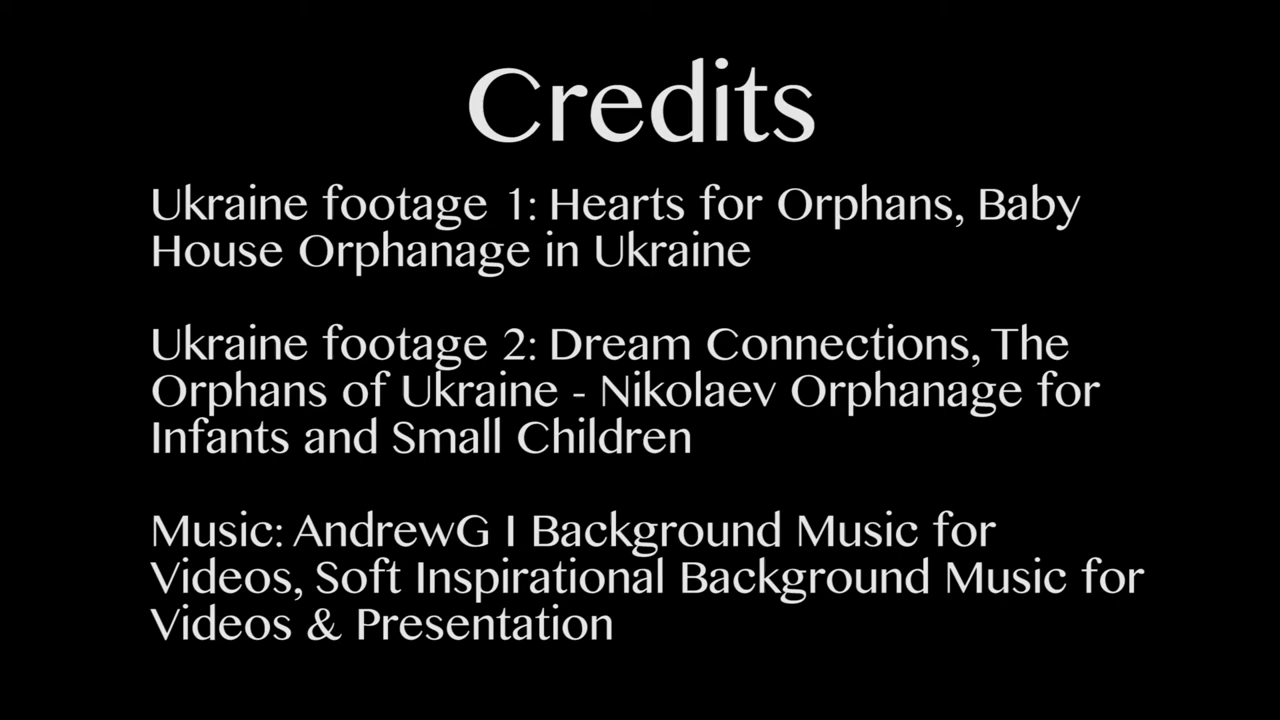 Credits
Ukraine footage 1: Hearts for Orphans, Baby
House Orphanage in Ukraine
Ukraine footage 2: Dream Connections, The
Orphans of Ukraine - Nikolaev Orphanage for
Infants and Small Children
Music: AndrewG I Background Music for
Videos, Soft Inspirational Background Music for
Videos & Presentation